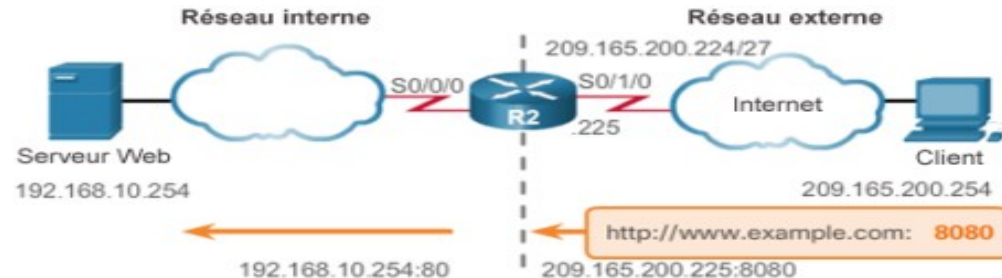 Réseau interne
Réseau externe
209.165.200.224/27
S0/0/0
S0/1/0
R2
.225
Internet
Serveur Web
192.168.10.254
Client
209.165.200.254
http://www.example.com: 8080
192.168.10.254:80
209.165.200.225:8080